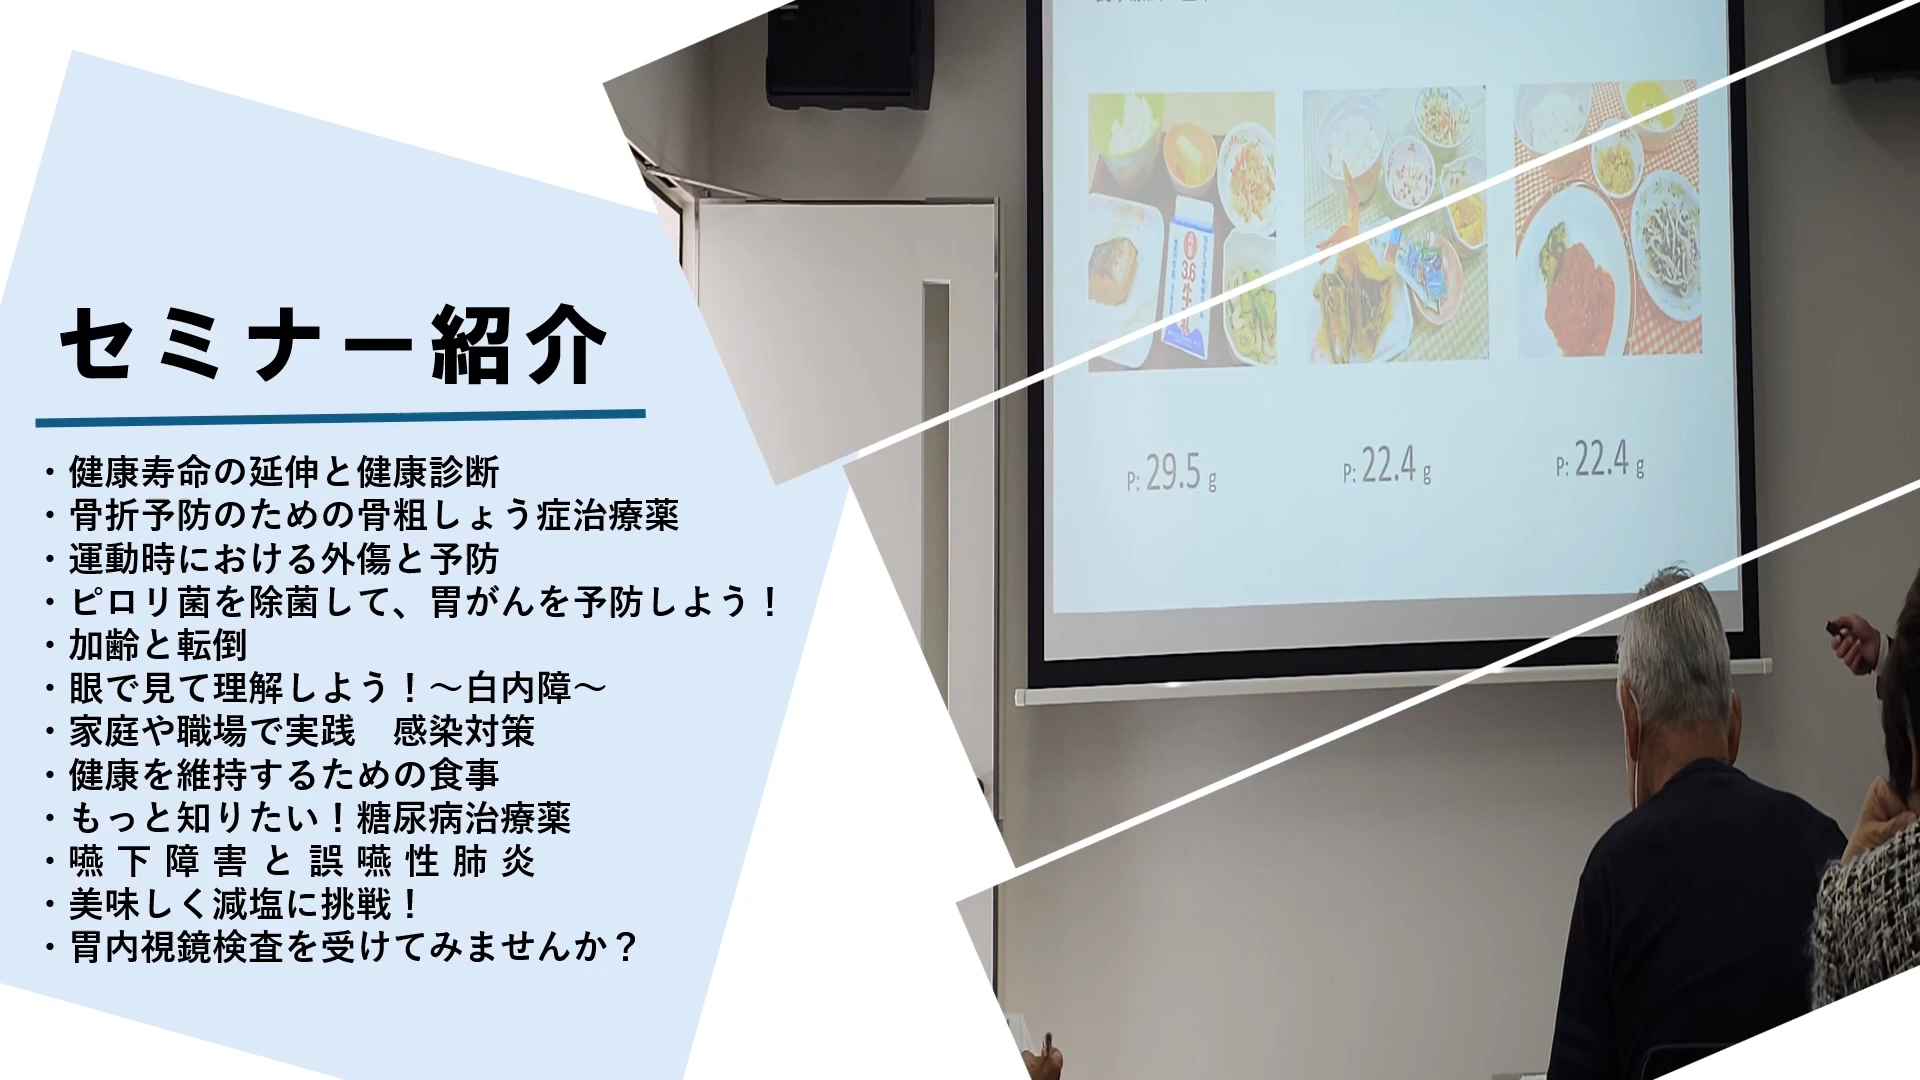 セミナー紹介
・健康寿命の延伸と健康診断
・骨折予防のための骨粗しょう症治療薬
・運動時における外傷と予防
・ピロリ菌を除菌して、胃がんを予防しよう！
・加齢と転倒
・眼で見て理解しよう！～白内障～
・家庭や職場で実践　感染対策
・健康を維持するための食事
・もっと知りたい！糖尿病治療薬
・嚥下障害と誤嚥性肺炎
・美味しく減塩に挑戦！
・胃内視鏡検査を受けてみませんか？
3.6
牛乳
P: 29.5 g
P: 22.4 g
P: 22.4 g